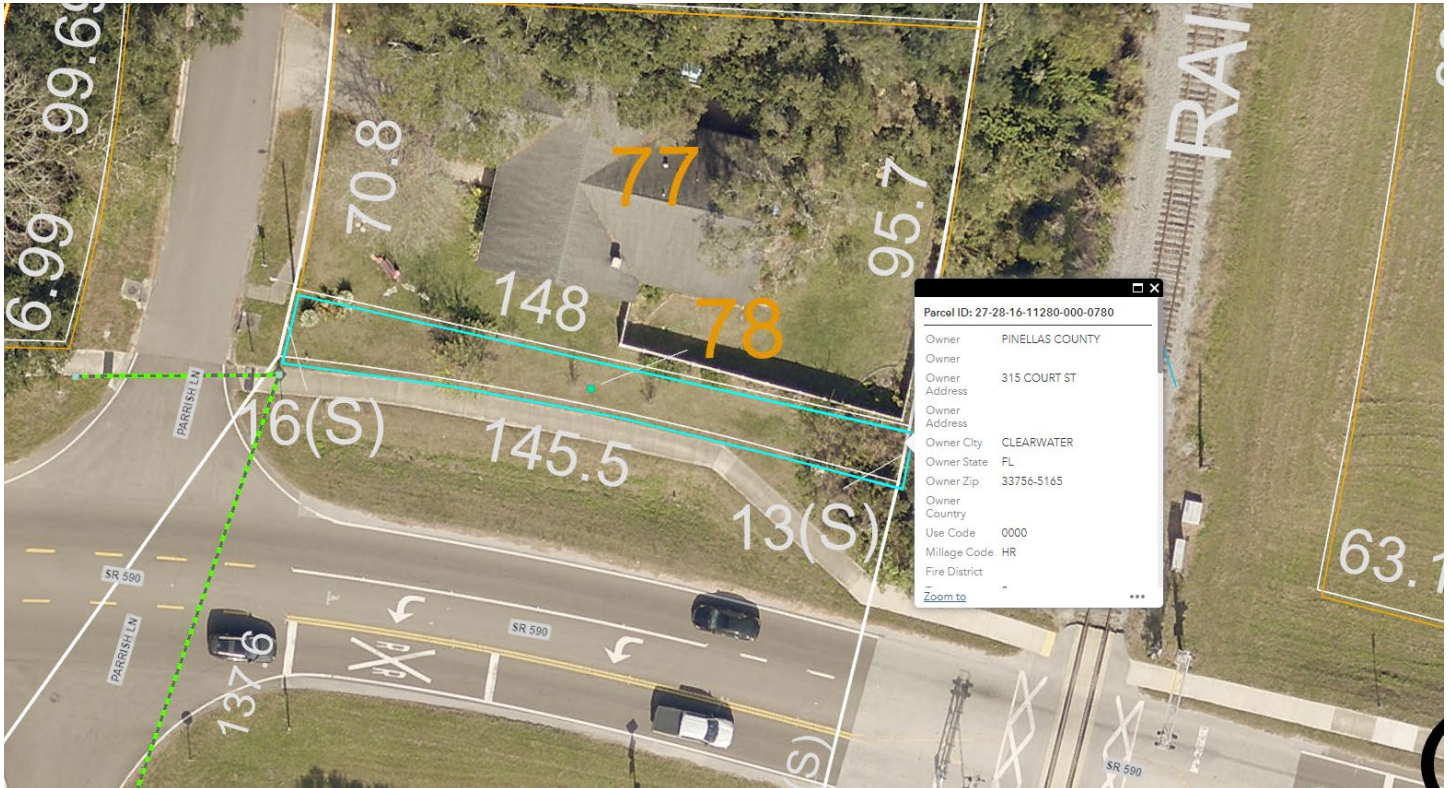 99.69
6.99
70.8
77
148
78
95.7
RAIL
63.1
16(S)
145.5
13(S)
137.6
(S)
PARRISH LN
PARRISH LN
SR 590
SR 590
SR 590
R R
Parcel ID: 27-28-16-11280-000-0780
Owner PINELLAS COUNTY
Owner
Owner Address 315 COURT ST
Owner Address
Owner City CLEARWATER
Owner State FL
Owner Zip 33756-5165
Owner Country
Use Code 0000
Millage Code HR
Fire District
Zoom to